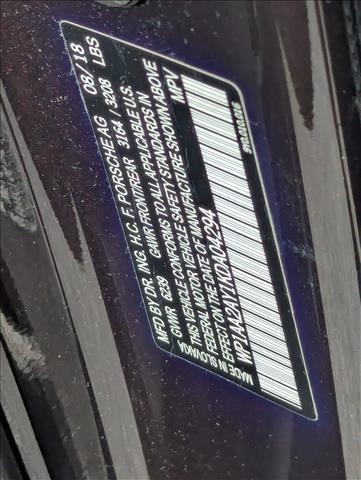 MFD BY DR. ING. H.C. F. PORSCHE AG 08/18
GAWR FRONT/REAR 3164 / 3208 LBS
GVWR 6239
THIS VEHICLE CONFORMS TO ALL APPLICABLE U.S.
FEDERAL MOTOR VEHICLE SAFETY STANDARDS IN
EFFECT ON THE DATE OF MANUFACTURE SHOWN ABOVE
WP1AA2A17KDA04294 MPV
MADE IN SLOVAKIA